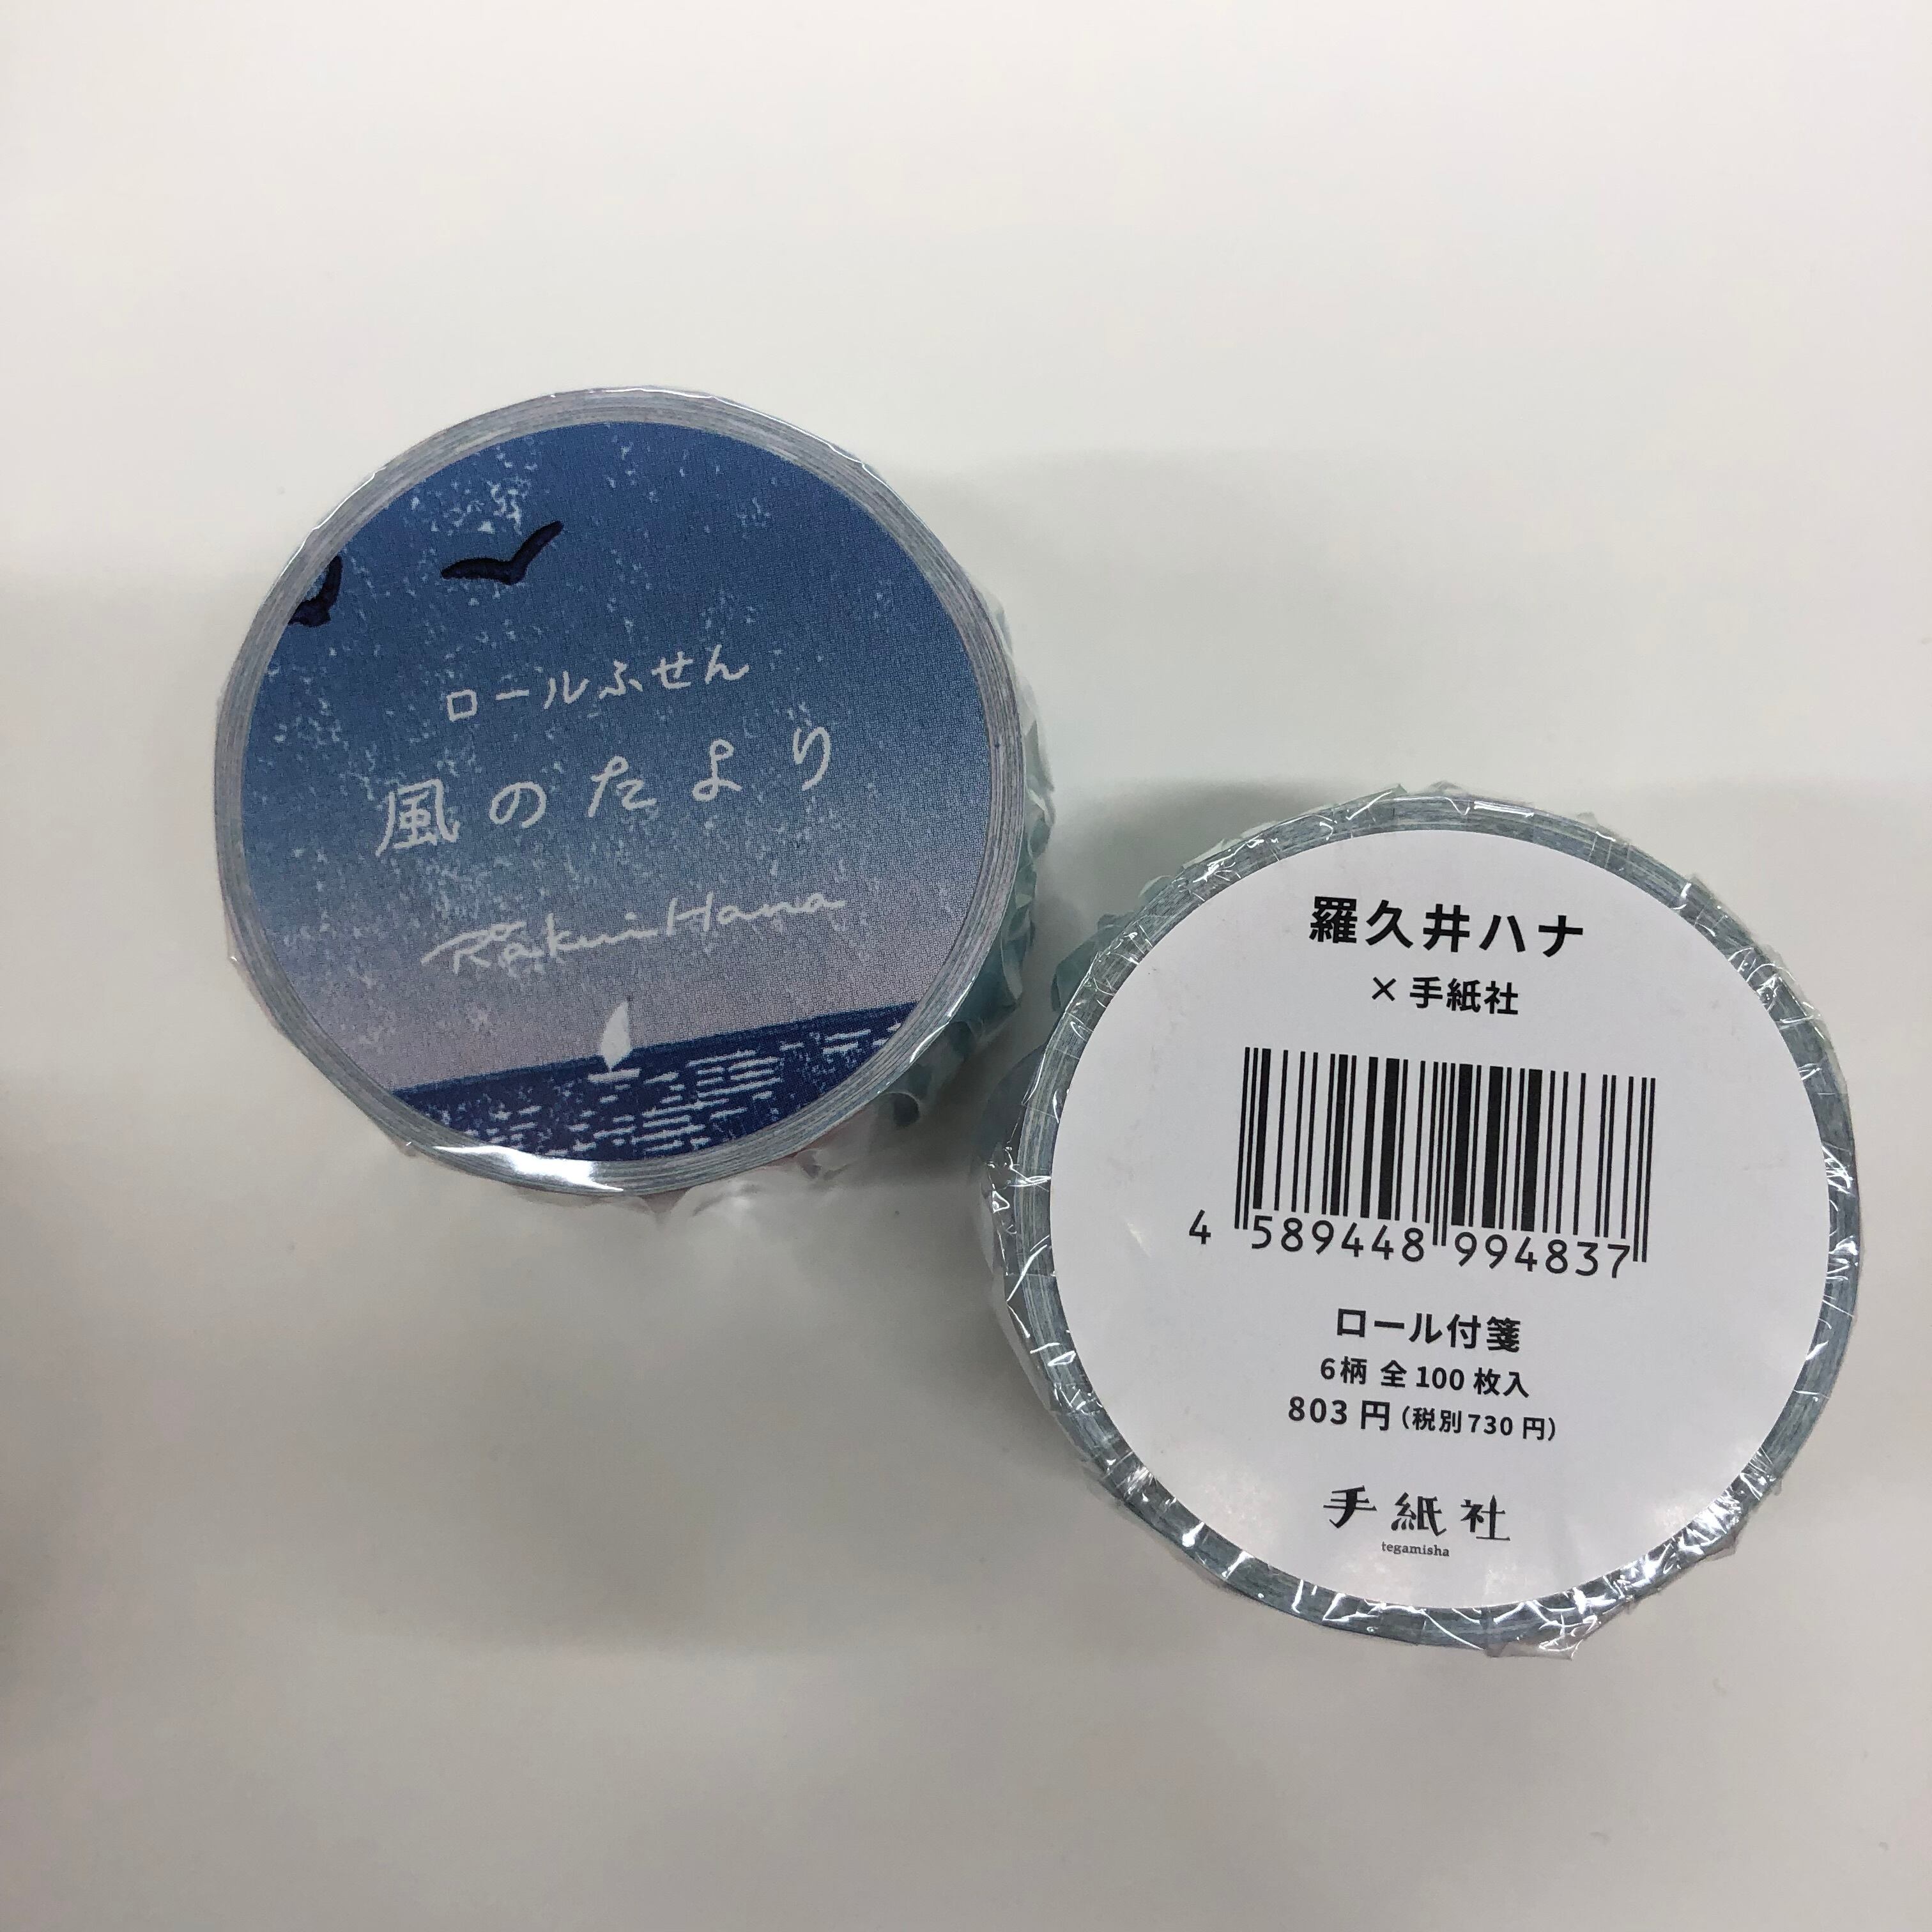 ロールふせん
風のたより
Rakui Hana
羅久井ハナ
×手紙社
4 589448 994837
ロール付箋
6柄 全100枚入
803円（税別730円）
手紙社
tegamisha